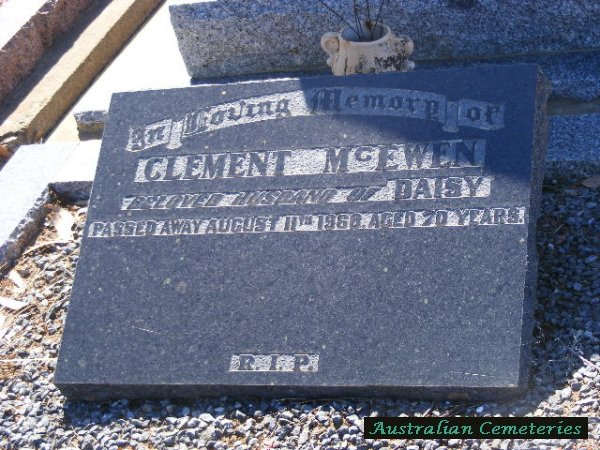 In Loving Memory of
CLEMENT McEWEN
BELOVED HUSBAND OF DAISY
PASSED AWAY AUGUST 11TH 1968 AGED 70 YEARS
R.I.P.
Australian Cemeteries